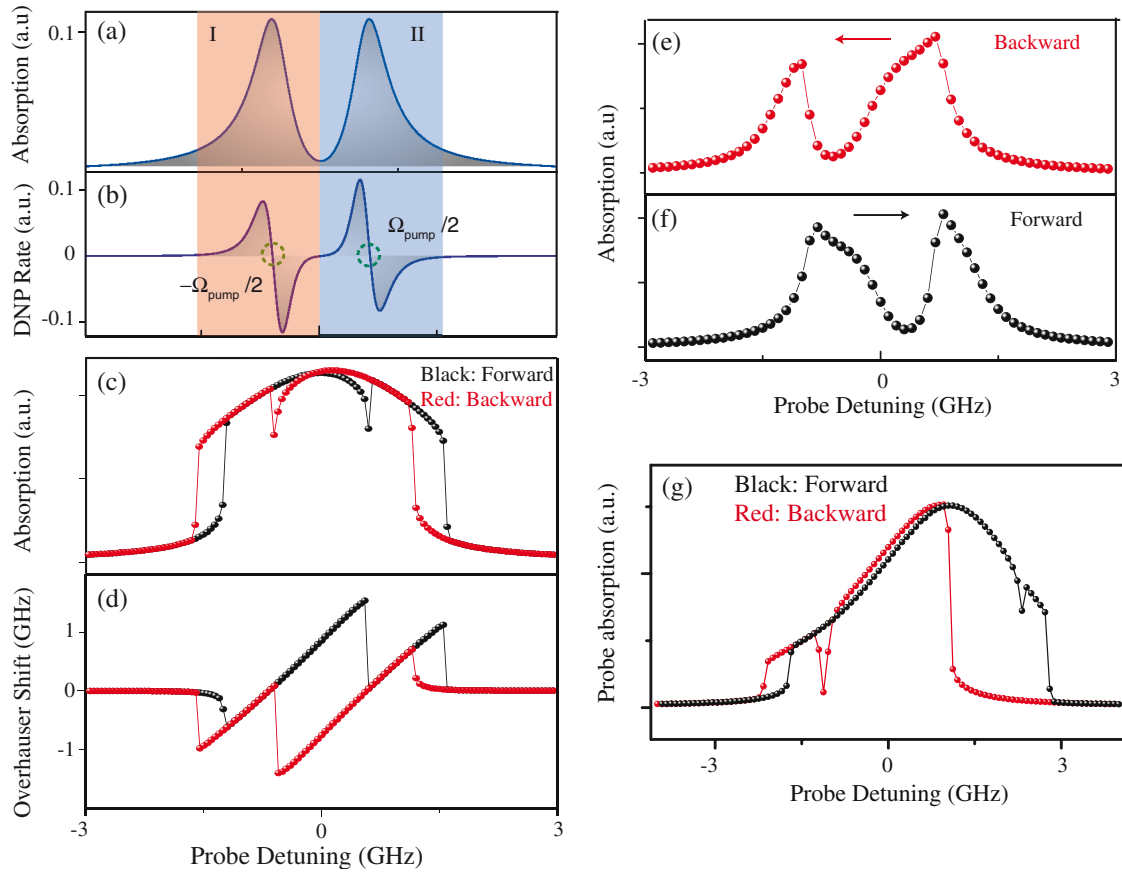 (a)
I
II
0.1
Absorption (a.u)
(b)
0.1
0
-0.1
DNP Rate (a.u.)
Ωpump/2
−Ωpump/2
(c)
Black: Forward
Red: Backward
Absorption (a.u.)
(d)
1
0
-1
Overhauser Shift (GHz)
-3
0
3
Probe Detuning (GHz)
(e)
Backward
(f)
Forward
Absorption (a.u)
-3
0
3
Probe Detuning (GHz)
(g)
Black: Forward
Red: Backward
Probe absorption (a.u.)
-3
0
3
Probe Detuning (GHz)